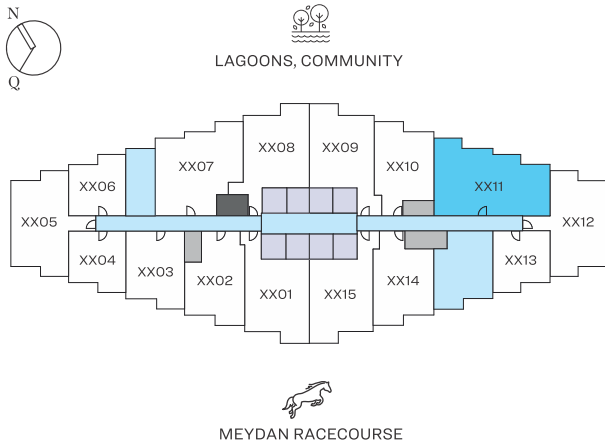 N
Q
LAGOONS, COMMUNITY
XX08
XX09
XX07
XX10
XX06
XX11
XX05
XX12
XX04
XX03
XX02
XX01
XX15
XX14
XX13
MEYDAN RACECOURSE